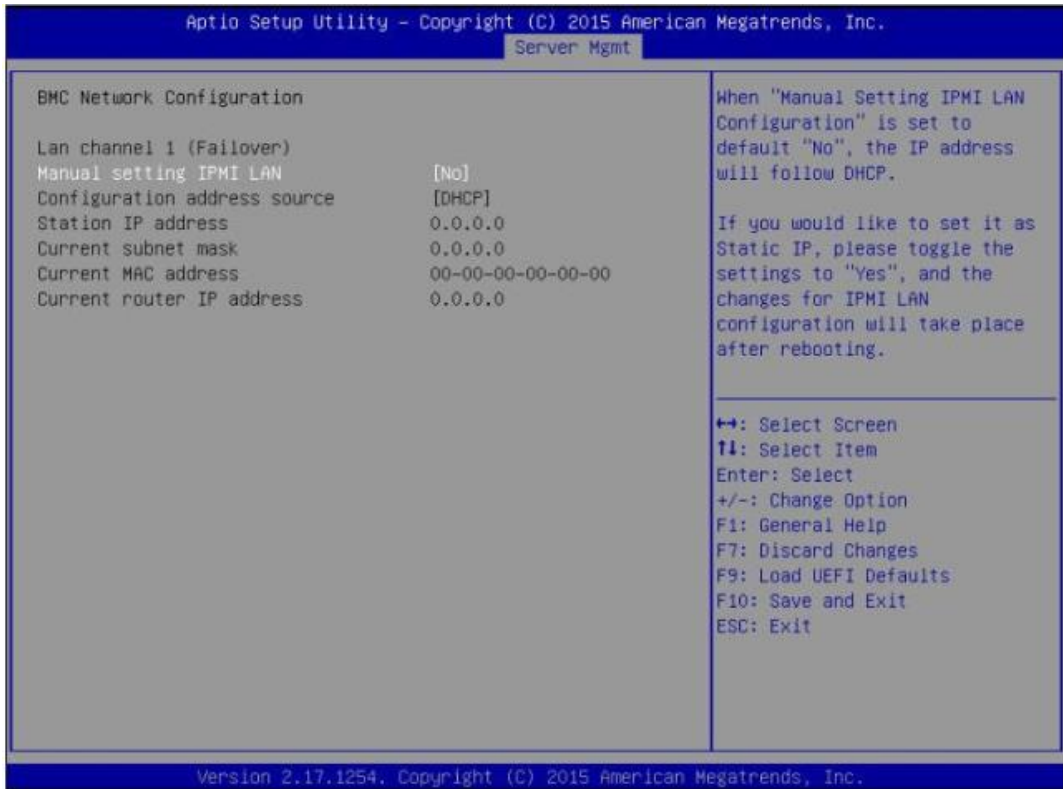 Aptio Setup Utility – Copyright (C) 2015 American Megatrends, Inc.
Server Mgmt
BMC Network Configuration
Lan channel 1 (Failover)
Manual setting IPMI LAN [No]
Configuration address source [DHCP]
Station IP address 0.0.0.0
Current subnet mask 0.0.0.0
Current MAC address 00-00-00-00-00-00
Current router IP address 0.0.0.0
When "Manual Setting IPMI LAN
Configuration" is set to
default "No", the IP address
will follow DHCP.
If you would like to set it as
Static IP, please toggle the
settings to "Yes", and the
changes for IPMI LAN
configuration will take place
after rebooting.
↔: Select Screen
↑↓: Select Item
Enter: Select
+/-: Change Option
F1: General Help
F7: Discard Changes
F9: Load UEFI Defaults
F10: Save and Exit
ESC: Exit
Version 2.17.1254. Copyright (C) 2015 American Megatrends, Inc.